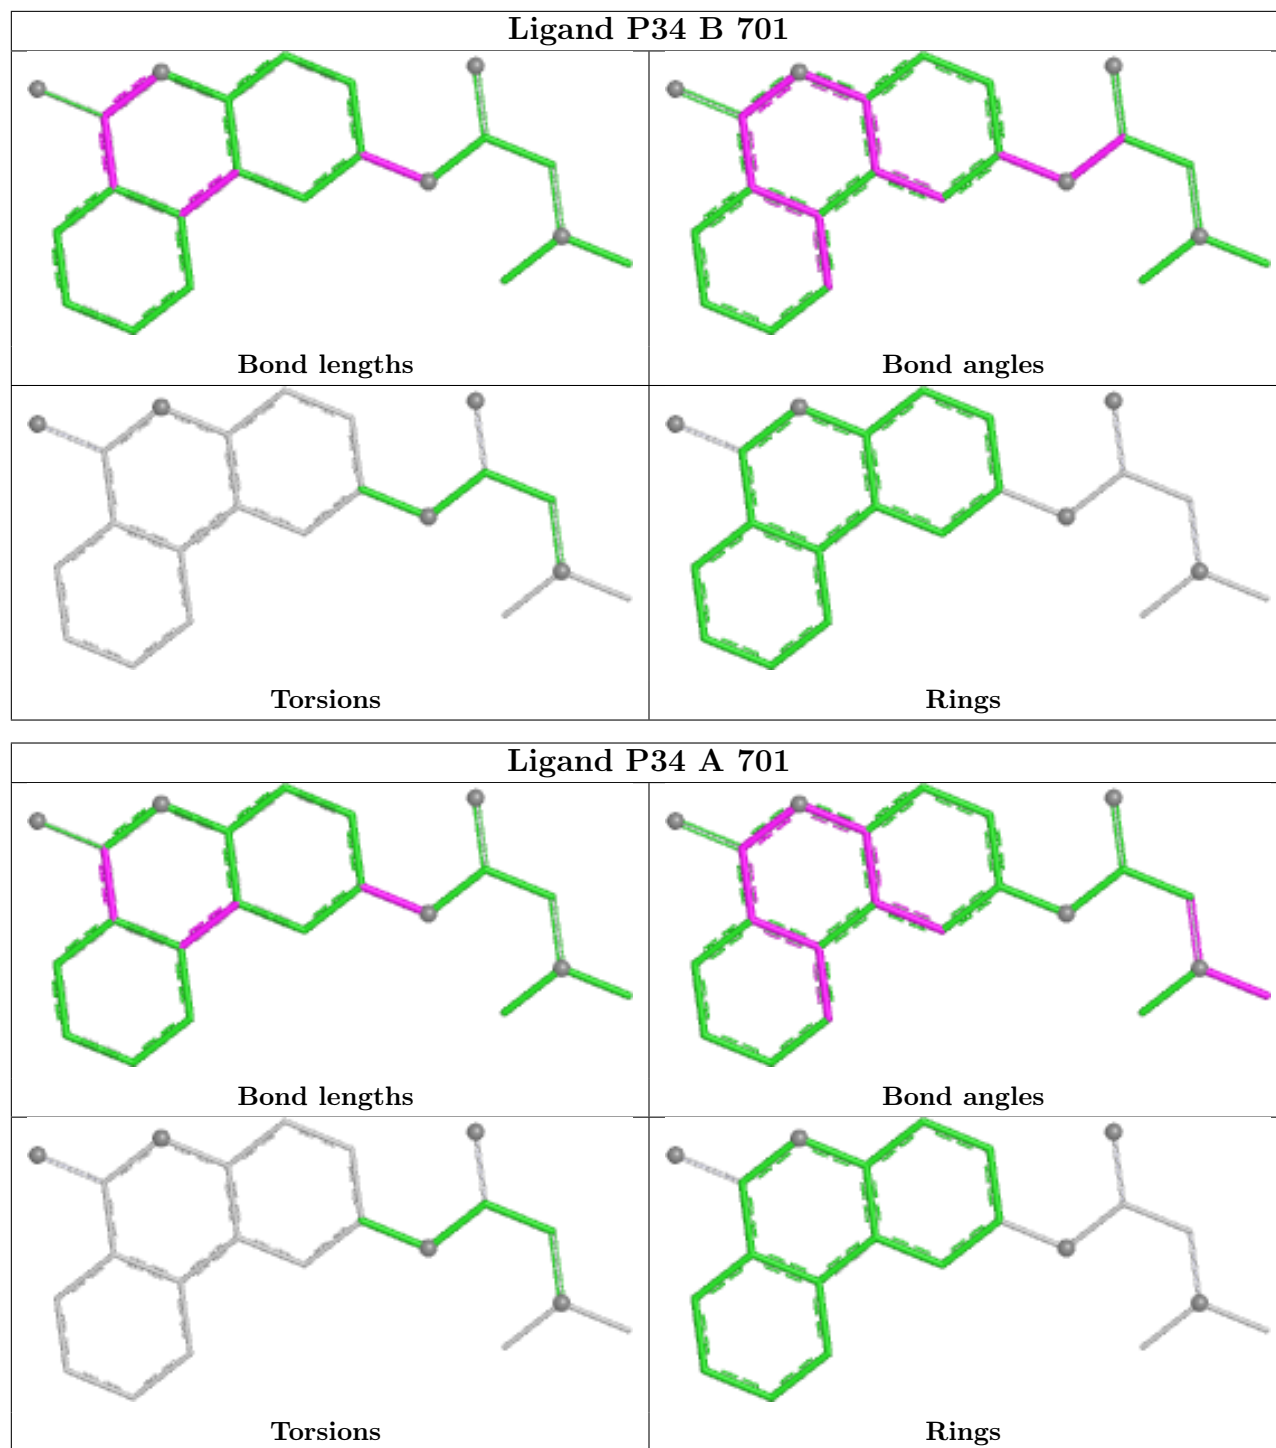 Ligand P34 B 701
Bond lengths
Bond angles
Torsions
Rings
Ligand P34 A 701
Bond lengths
Bond angles
Torsions
Rings